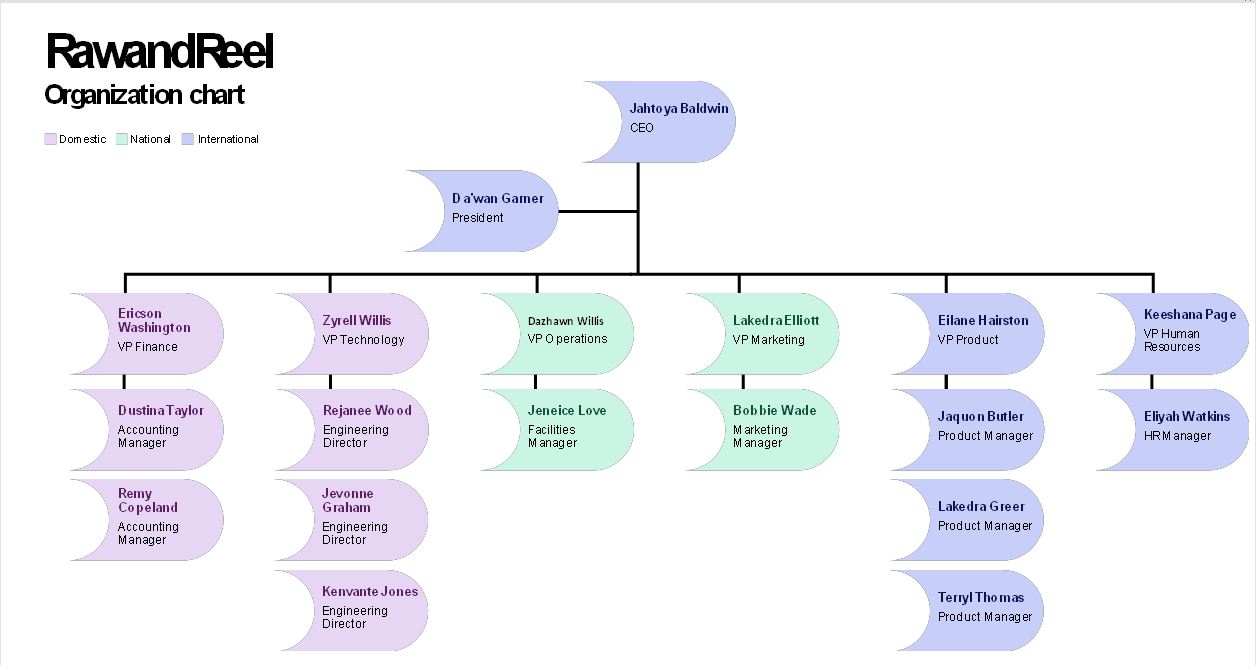 RawandReel
Organization chart
Domestic National International
Jahtoya Baldwin
CEO
Da'wan Garner
President
Ericson
Washington
VP Finance
Zyrell Willis
VP Technology
Dazhawn Willis
VP Operations
Lakedra Elliott
VP Marketing
Eilane Hairston
VP Product
Keeshana Page
VP Human
Resources
Dustina Taylor
Accounting
Manager
Rejanee Wood
Engineering
Director
Jeneice Love
Facilities
Manager
Bobbie Wade
Marketing
Manager
Jaquon Butler
Product Manager
Eliyah Watkins
HR Manager
Remy
Copeland
Accounting
Manager
Jevonne
Graham
Engineering
Director
Lakedra Greer
Product Manager
Kenvante Jones
Engineering
Director
Terryl Thomas
Product Manager